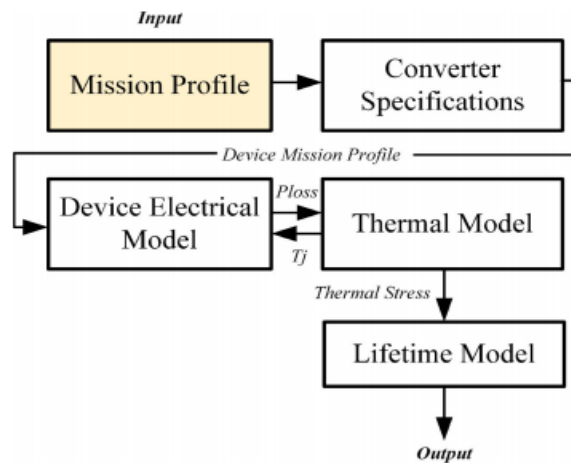 Input
Mission Profile
Converter
Specifications
Device Mission Profile
Device Electrical
Model
Ploss
Tj
Thermal Model
Thermal Stress
Lifetime Model
Output